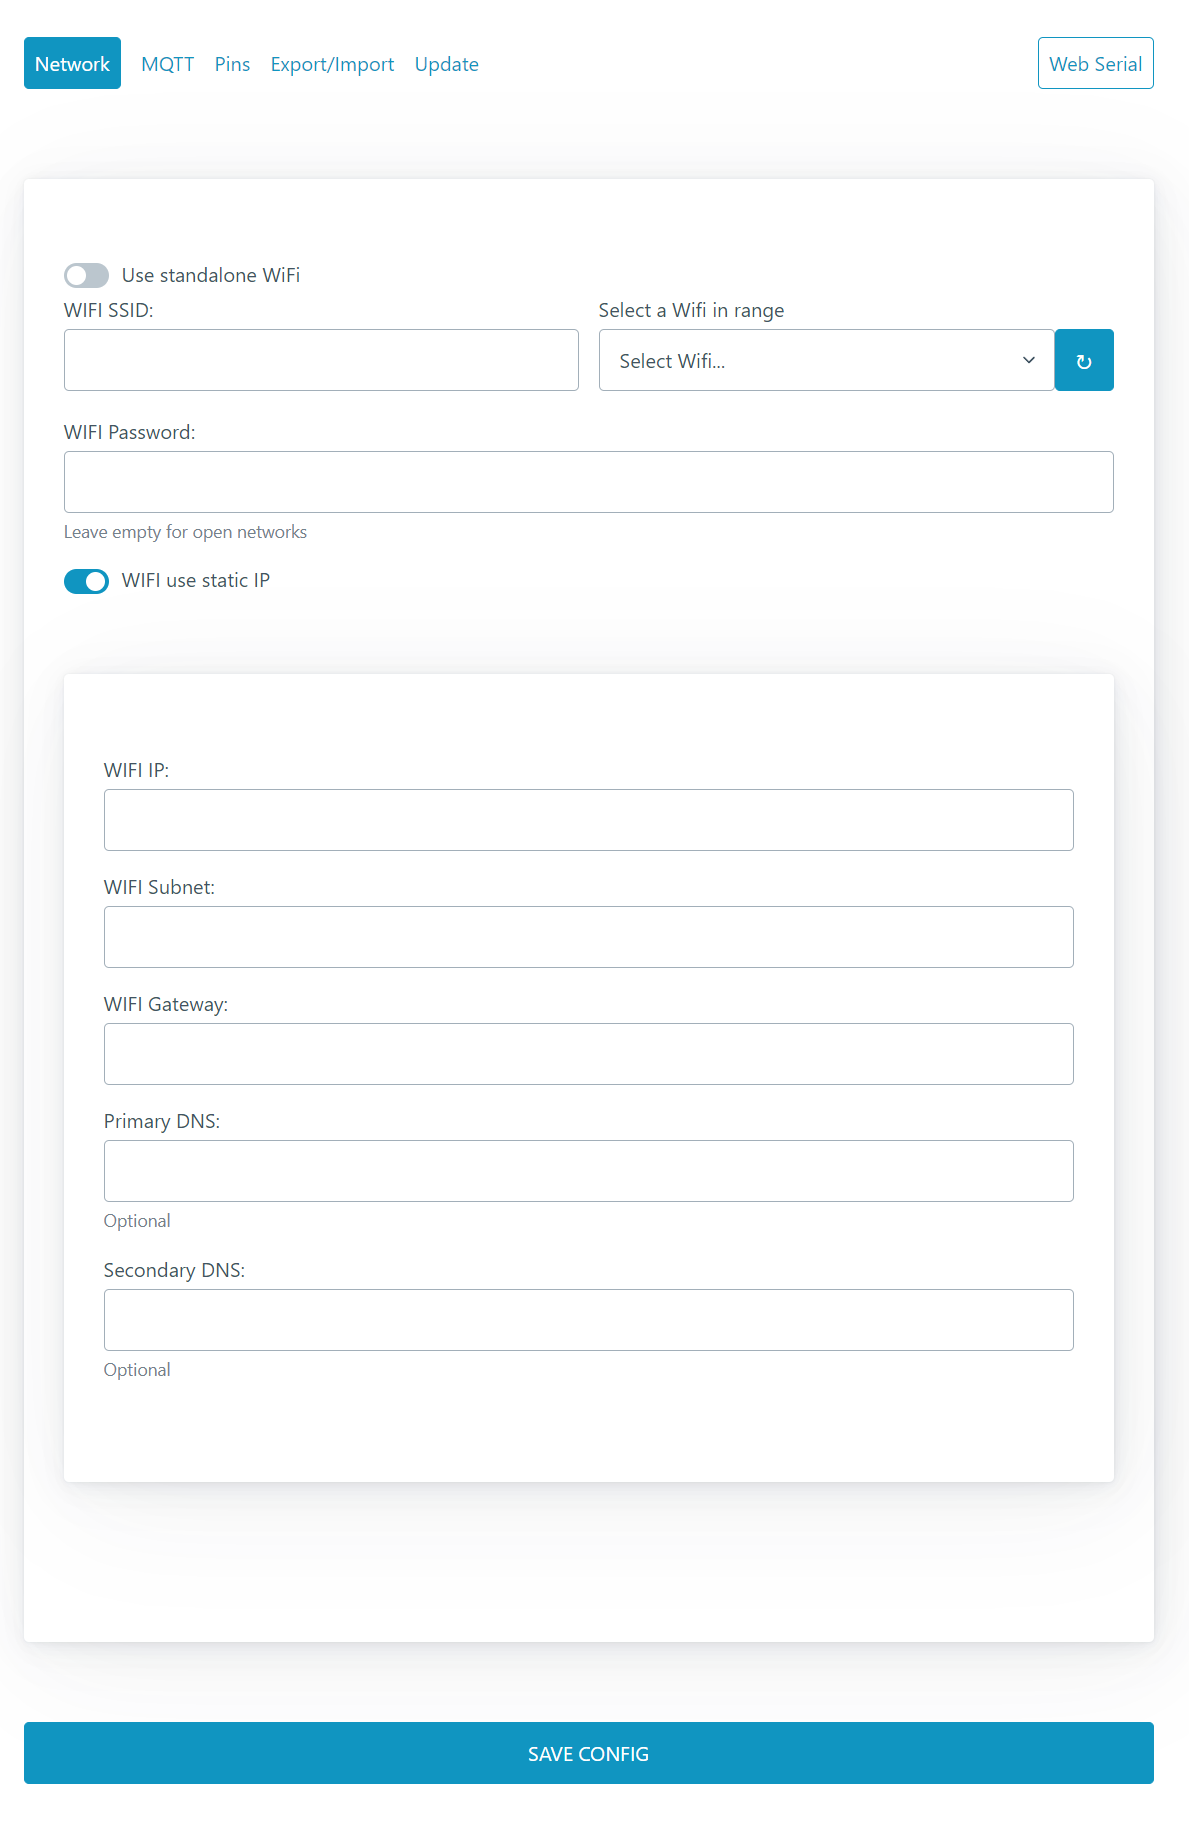 Network MQTT Pins Export/Import Update Web Serial
Use standalone WiFi
WIFI SSID: Select a Wifi in range
Select Wifi... ↻
WIFI Password:
Leave empty for open networks
WIFI use static IP
WIFI IP:
WIFI Subnet:
WIFI Gateway:
Primary DNS:
Optional
Secondary DNS:
Optional
SAVE CONFIG